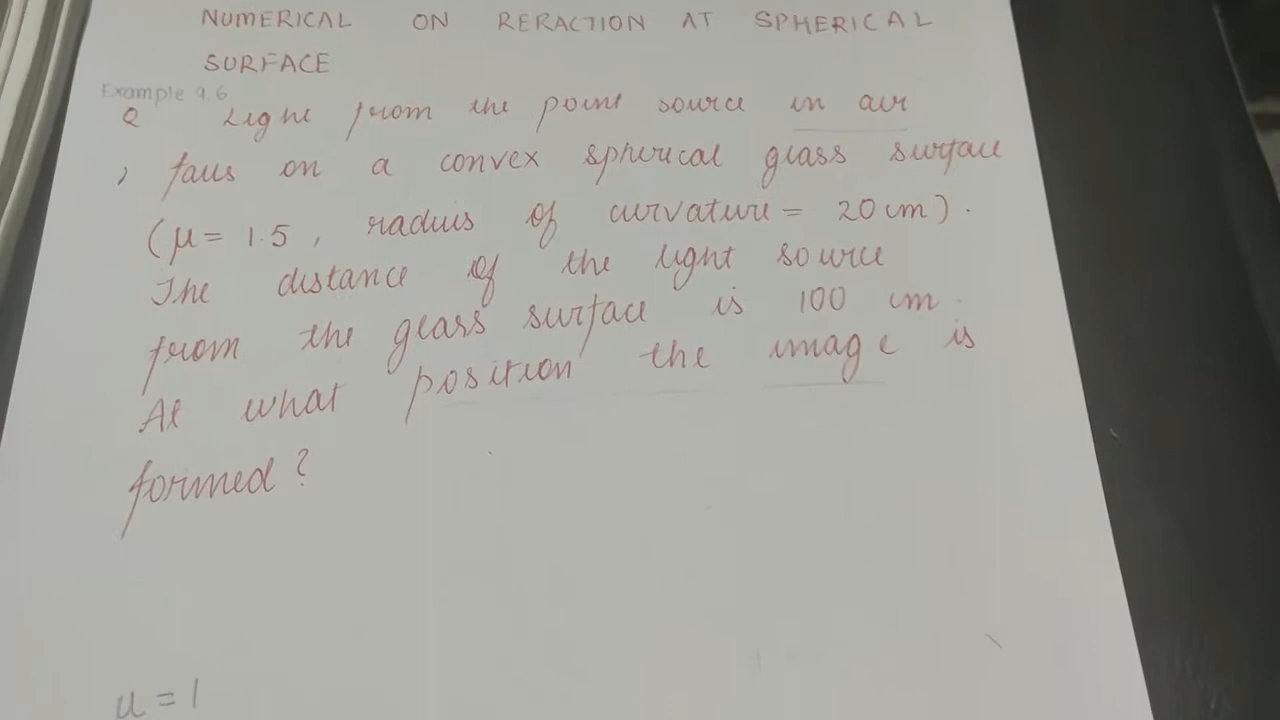 NUMERICAL ON RERACTION AT SPHERICAL
SURFACE
Example 9.6
Q Light from the point source in air
, falls on a convex spherical glass surface
(μ = 1.5, radius of curvature = 20 cm).
The distance of the light source
from the glass surface is 100 cm.
At what position the image is
formed?
u = 1